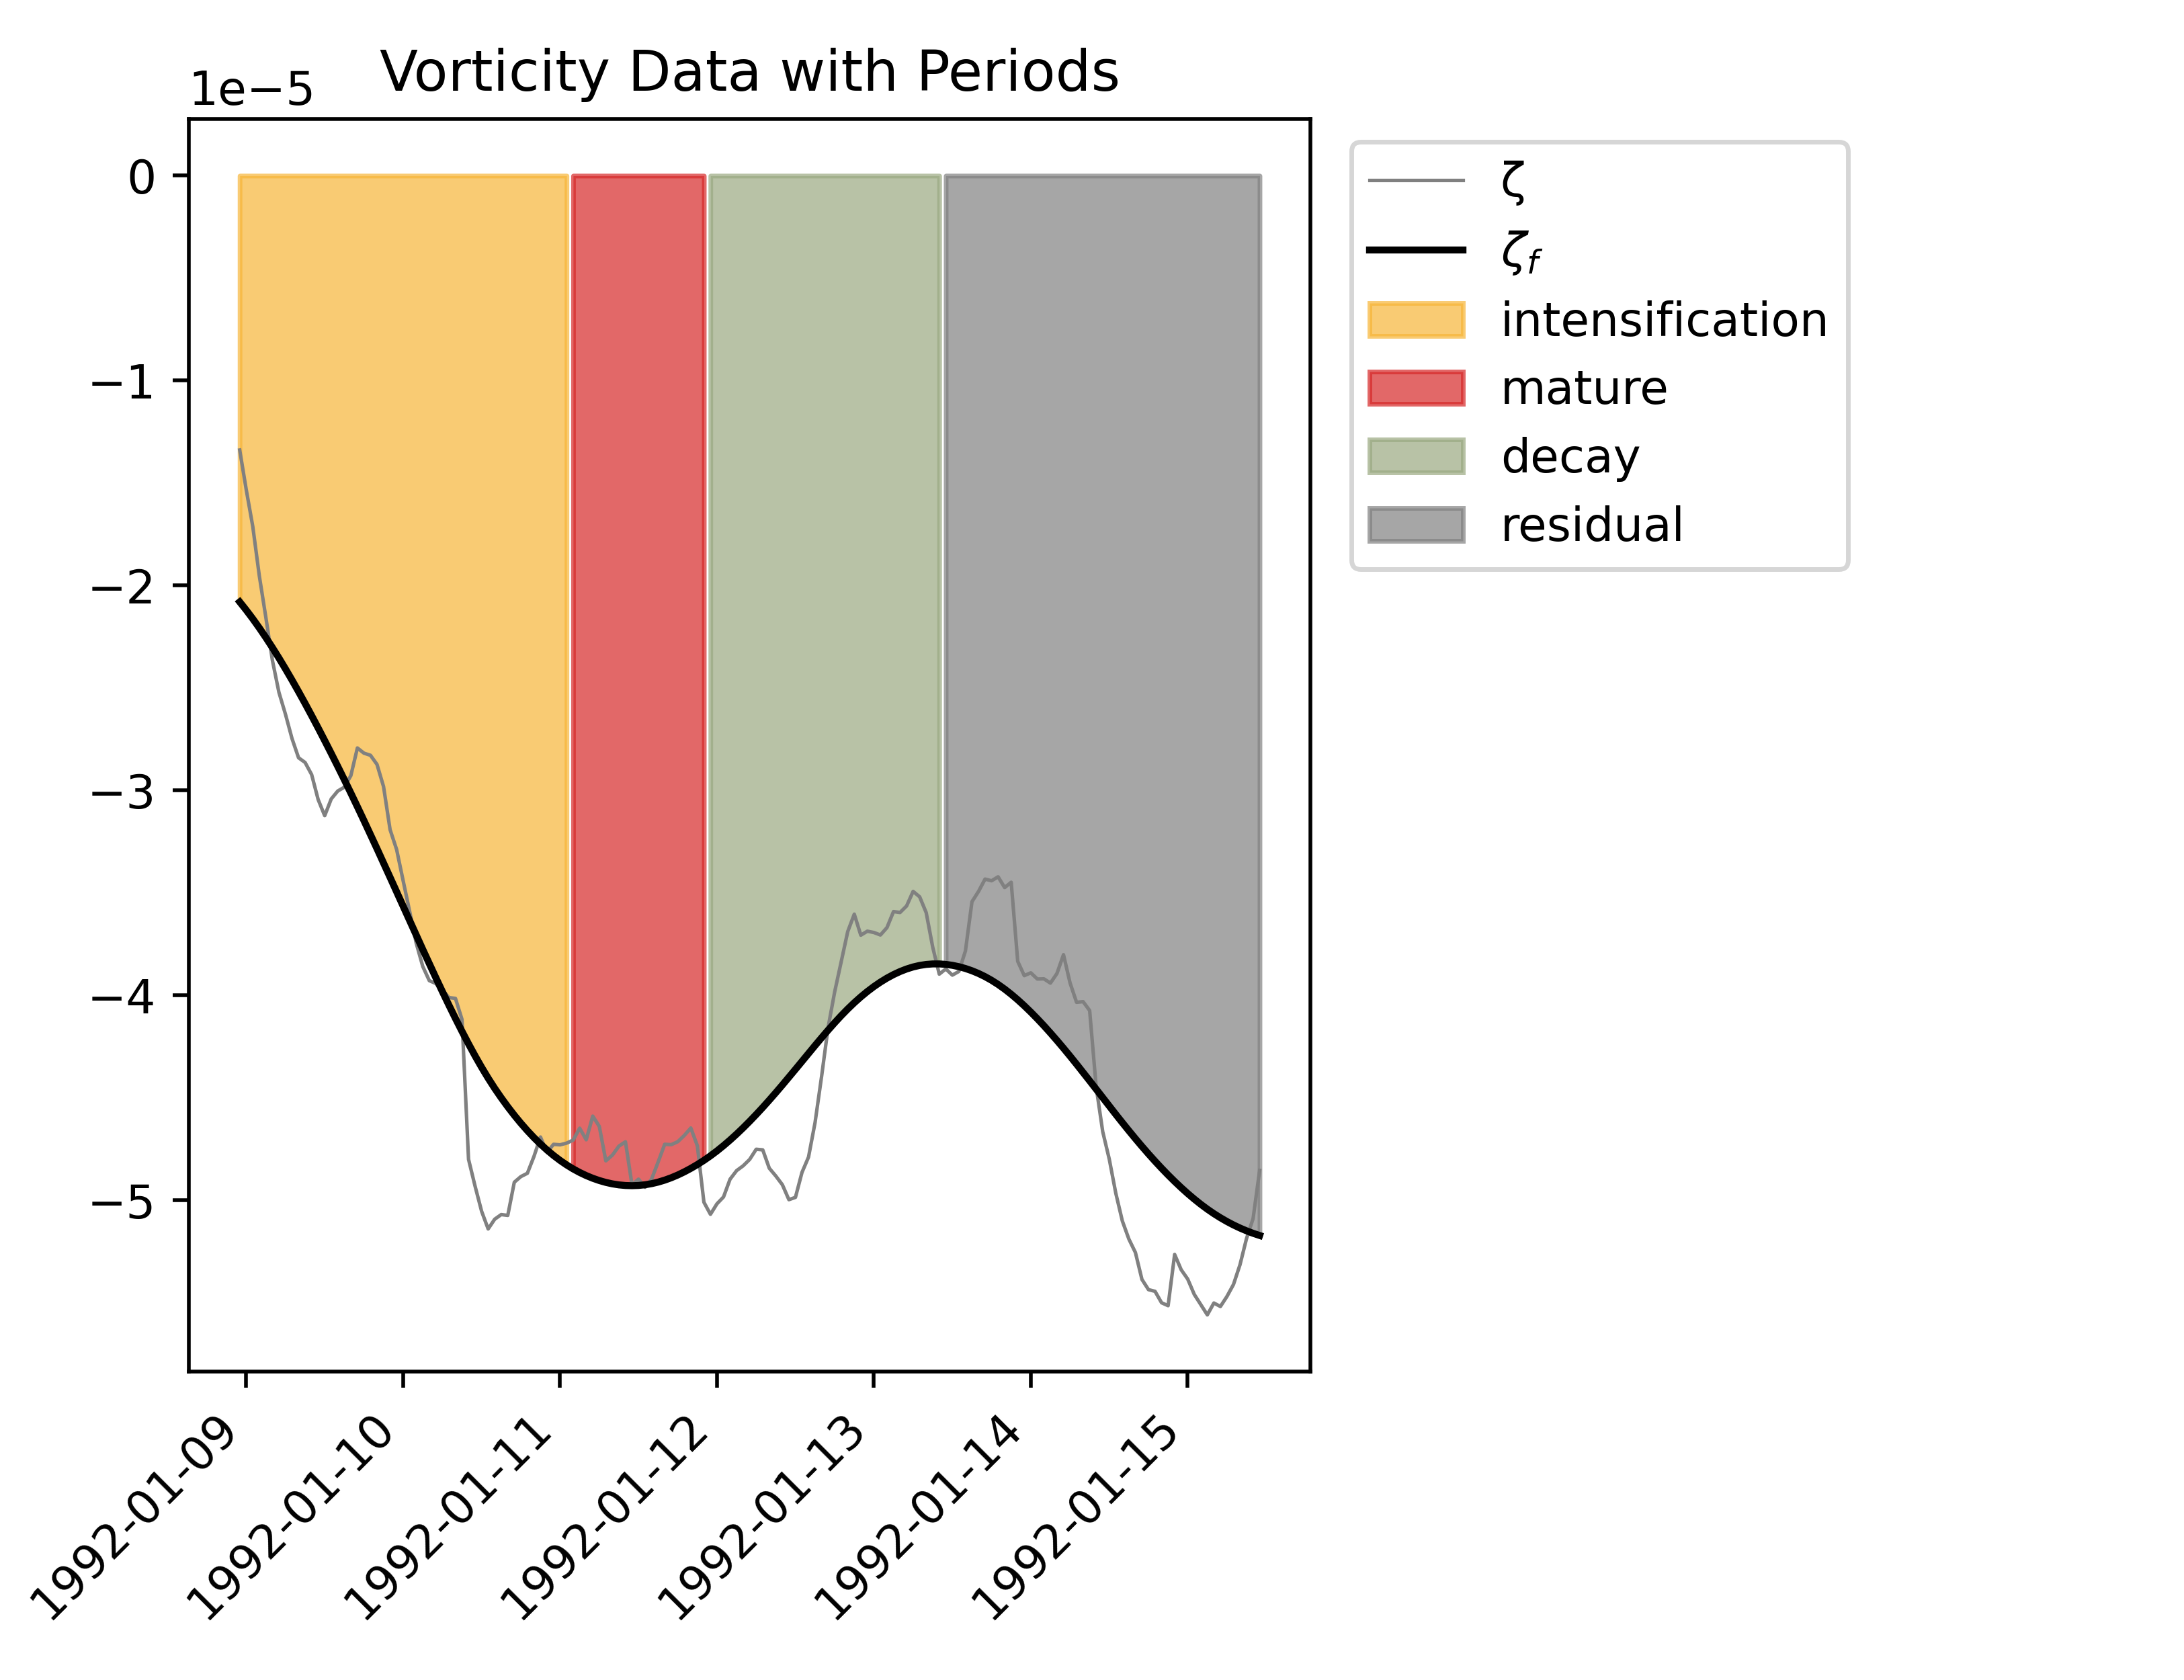 Vorticity Data with Periods
1e−5
0
−1
−2
−3
−4
−5
1992-01-09
1992-01-10
1992-01-11
1992-01-12
1992-01-13
1992-01-14
1992-01-15
ζ
ζf
intensification
mature
decay
residual